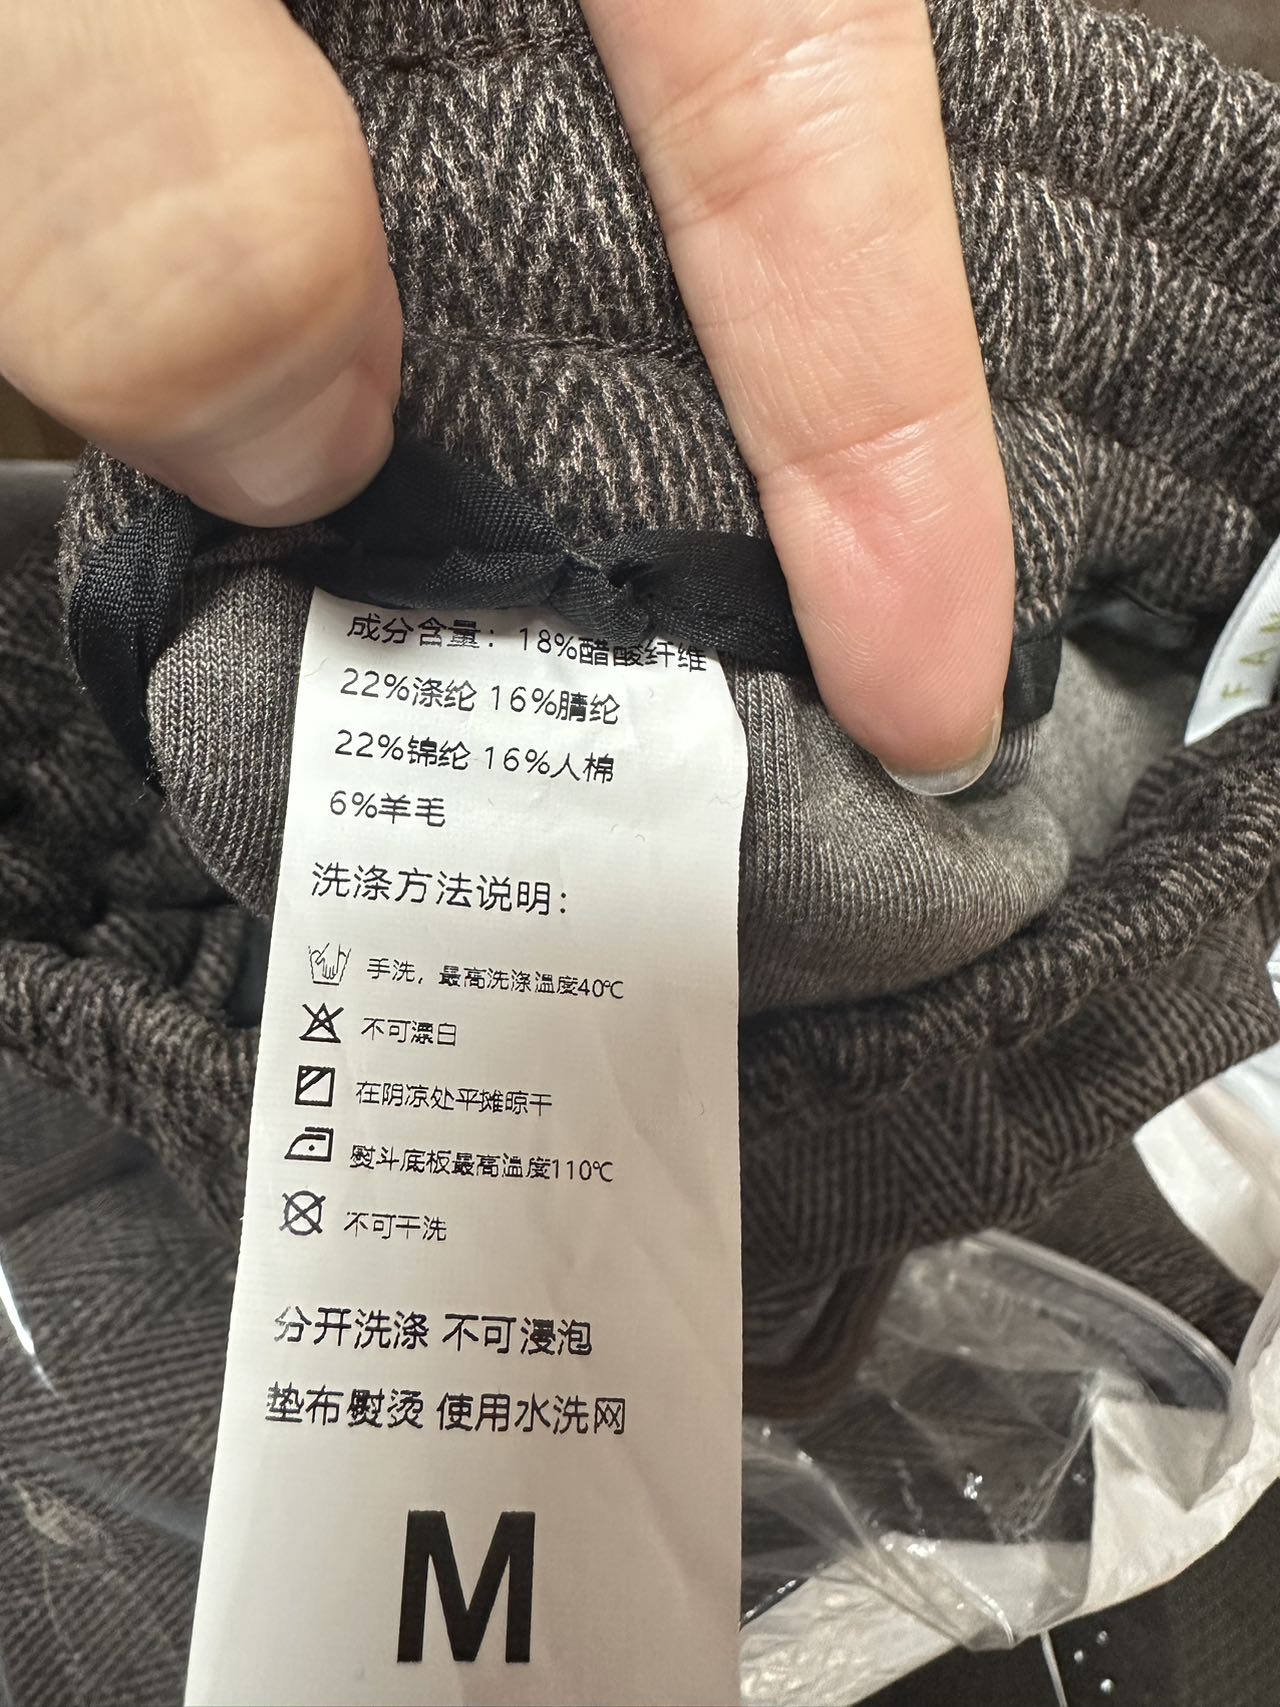 成分含量：18%醋酸纤维
22%涤纶 16%腈纶
22%锦纶 16%人棉
6%羊毛
洗涤方法说明：
手洗，最高洗涤温度40℃
不可漂白
在阴凉处平摊晾干
熨斗底板最高温度110℃
不可干洗
分开洗涤 不可浸泡
垫布熨烫 使用水洗网
M